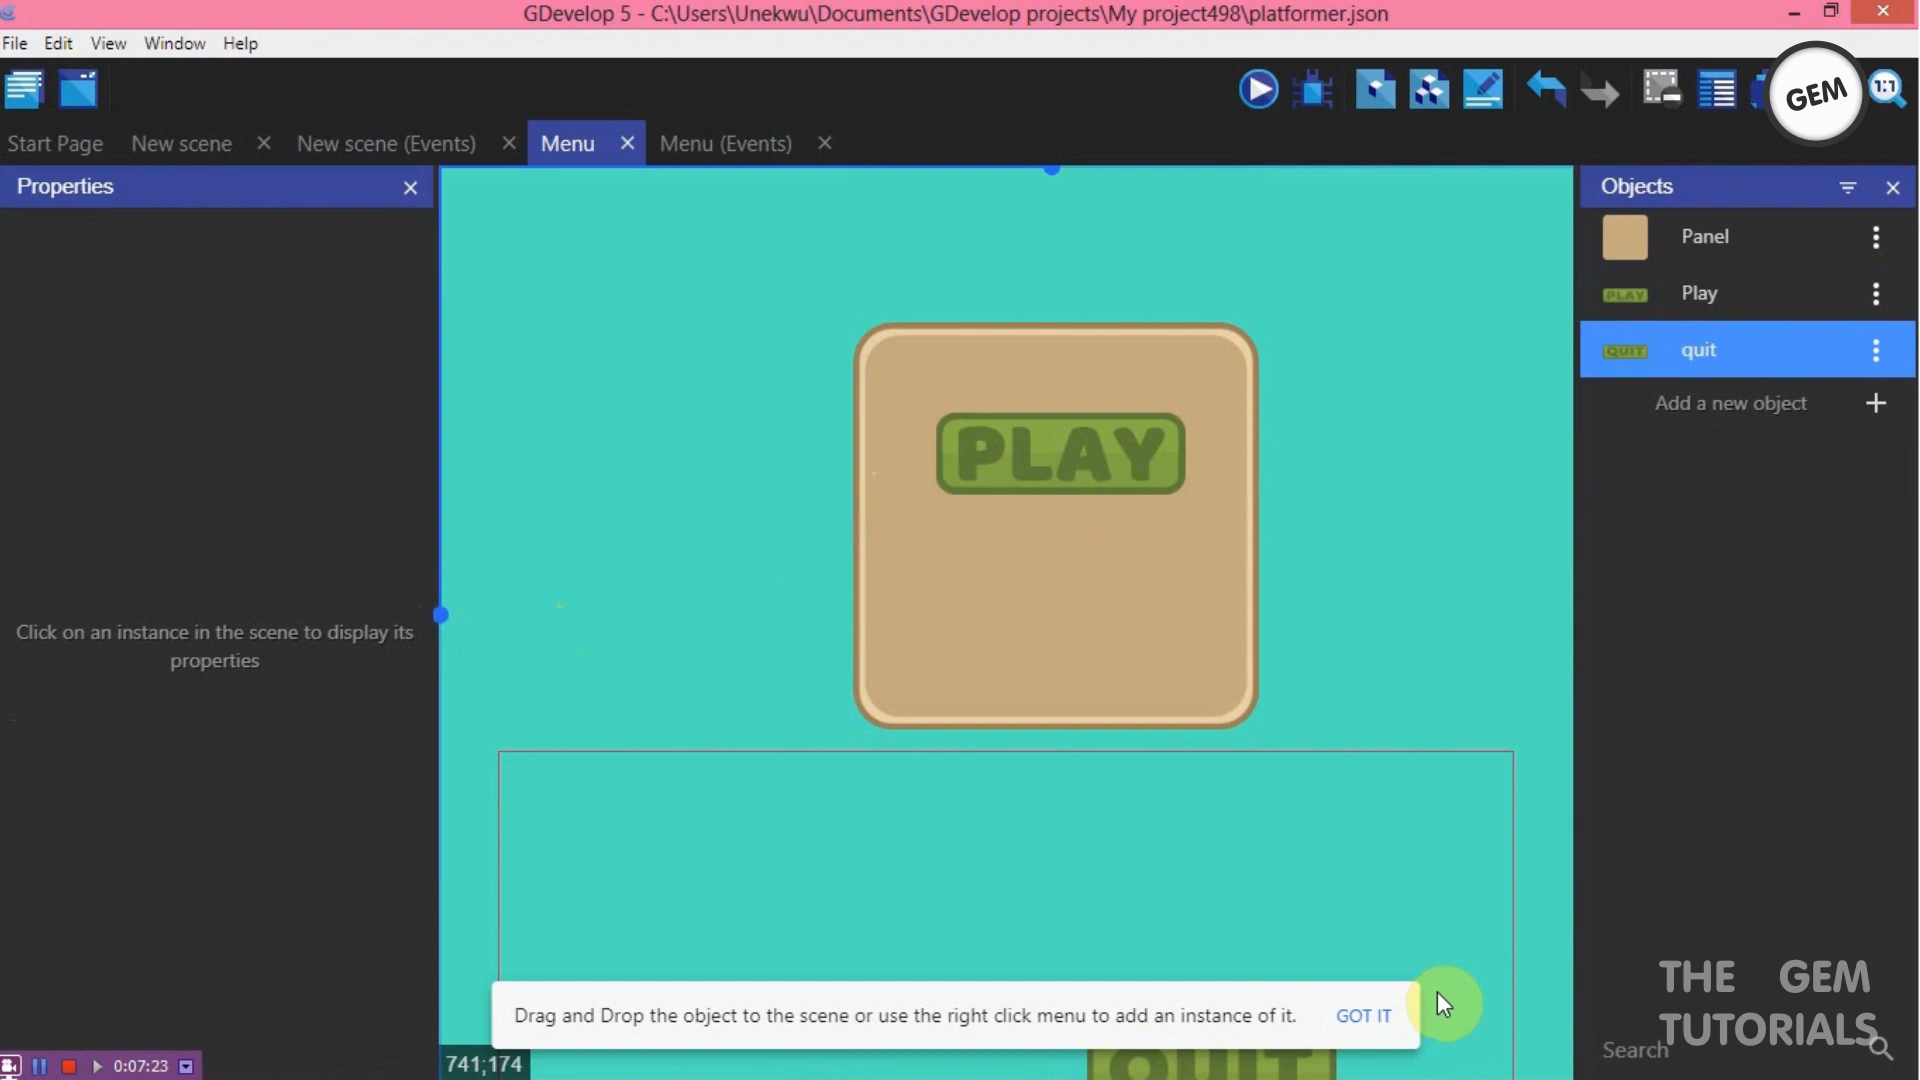 GDevelop 5 - C:\Users\Unekwu\Documents\GDevelop projects\My project498\platformer.json
File Edit View Window Help
1:1
GEM
Start Page New scene New scene (Events) Menu Menu (Events)
Properties
Objects
Panel
PLAY Play
QUIT quit
Add a new object
PLAY
Click on an instance in the scene to display its
properties
Drag and Drop the object to the scene or use the right click menu to add an instance of it. GOT IT
THE GEM
TUTORIALS
Search
0:07:23
741;174
QUIT